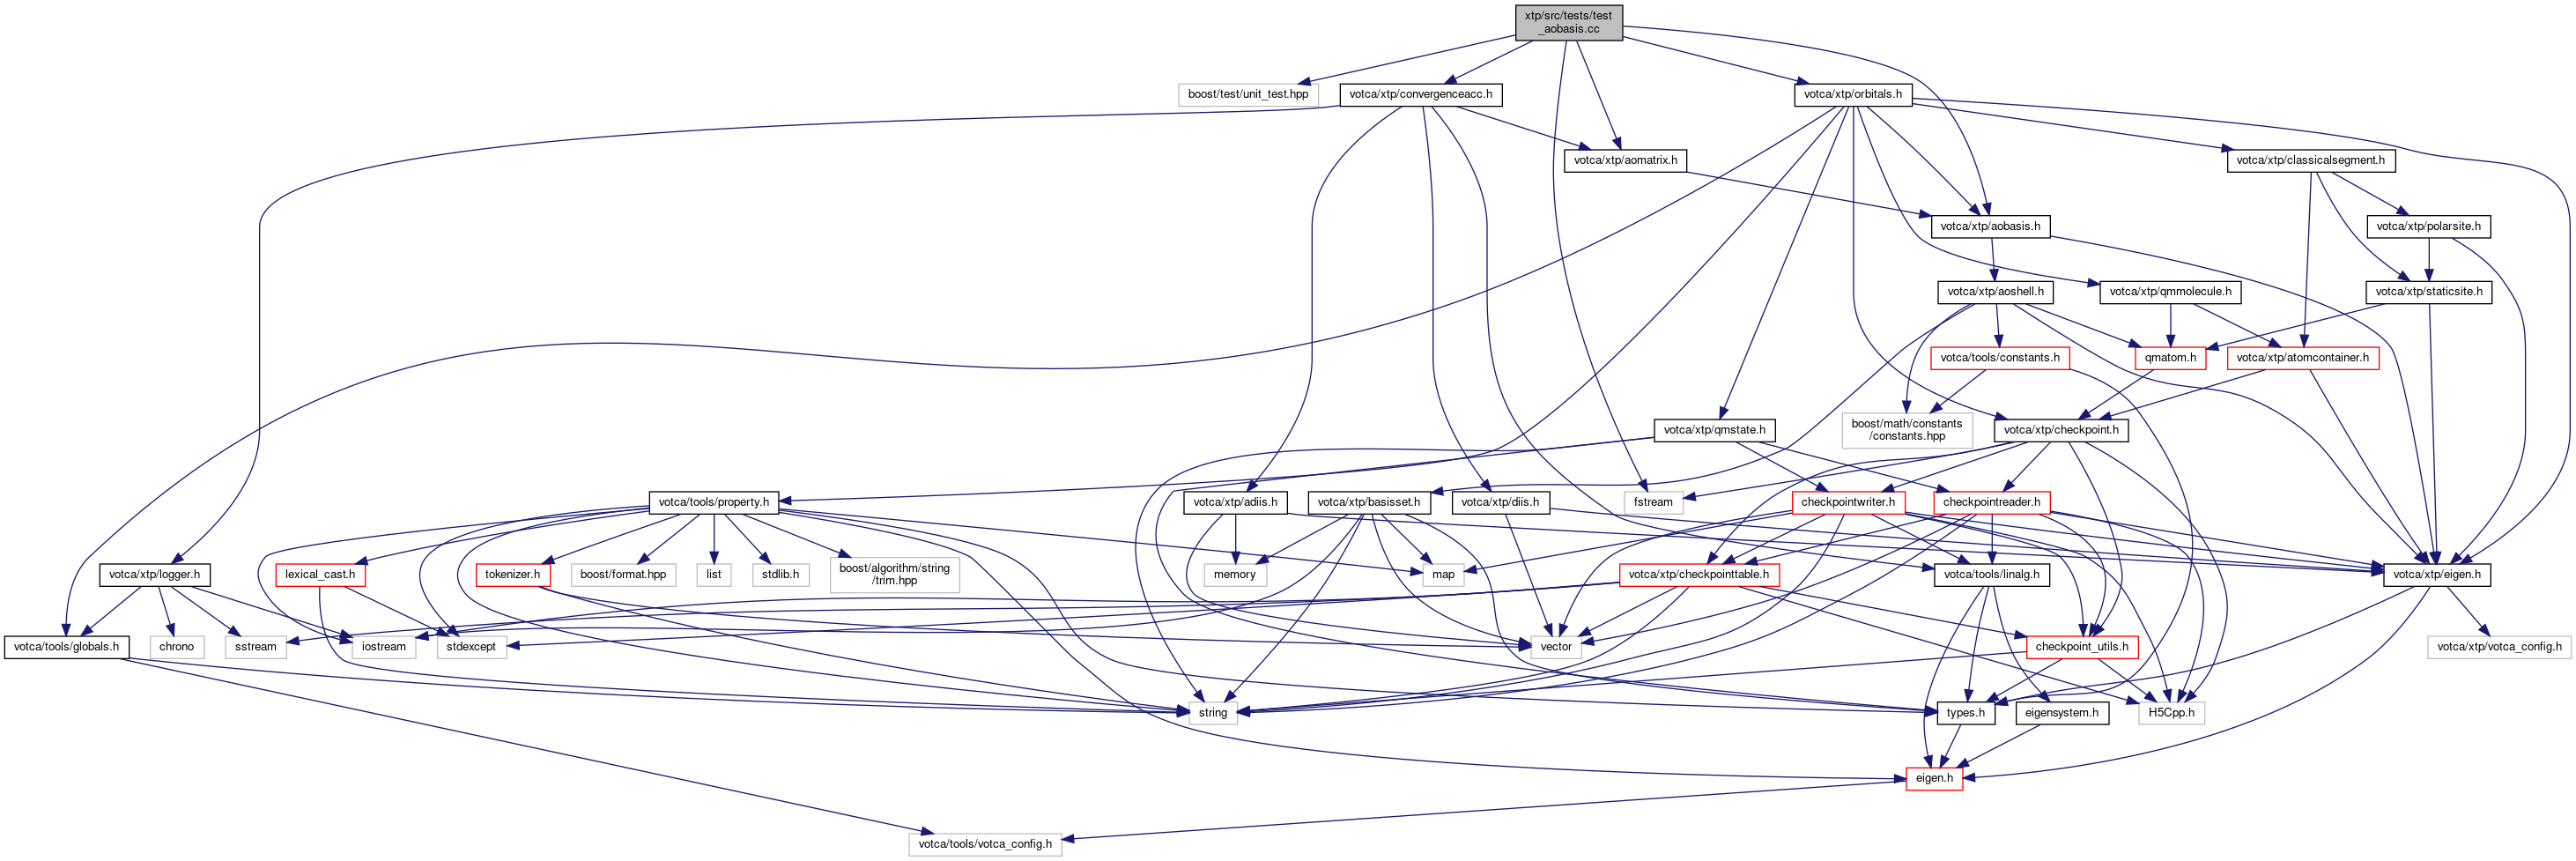 xtp/src/tests/test
_aobasis.cc
boost/test/unit_test.hpp
votca/xtp/convergenceacc.h
votca/xtp/orbitals.h
votca/xtp/aomatrix.h
votca/xtp/classicalsegment.h
votca/xtp/aobasis.h
votca/xtp/polarsite.h
votca/xtp/aoshell.h
votca/xtp/qmmolecule.h
votca/xtp/staticsite.h
votca/tools/constants.h
qmatom.h
votca/xtp/atomcontainer.h
boost/math/constants
/constants.hpp
votca/xtp/qmstate.h
votca/xtp/checkpoint.h
votca/tools/property.h
votca/xtp/adiis.h
votca/xtp/basisset.h
votca/xtp/diis.h
fstream
checkpointwriter.h
checkpointreader.h
votca/xtp/logger.h
lexical_cast.h
tokenizer.h
boost/format.hpp
list
stdlib.h
boost/algorithm/string
/trim.hpp
memory
map
votca/xtp/checkpointtable.h
votca/tools/linalg.h
votca/xtp/eigen.h
votca/tools/globals.h
chrono
sstream
iostream
stdexcept
vector
checkpoint_utils.h
votca/xtp/votca_config.h
string
types.h
eigensystem.h
H5Cpp.h
eigen.h
votca/tools/votca_config.h